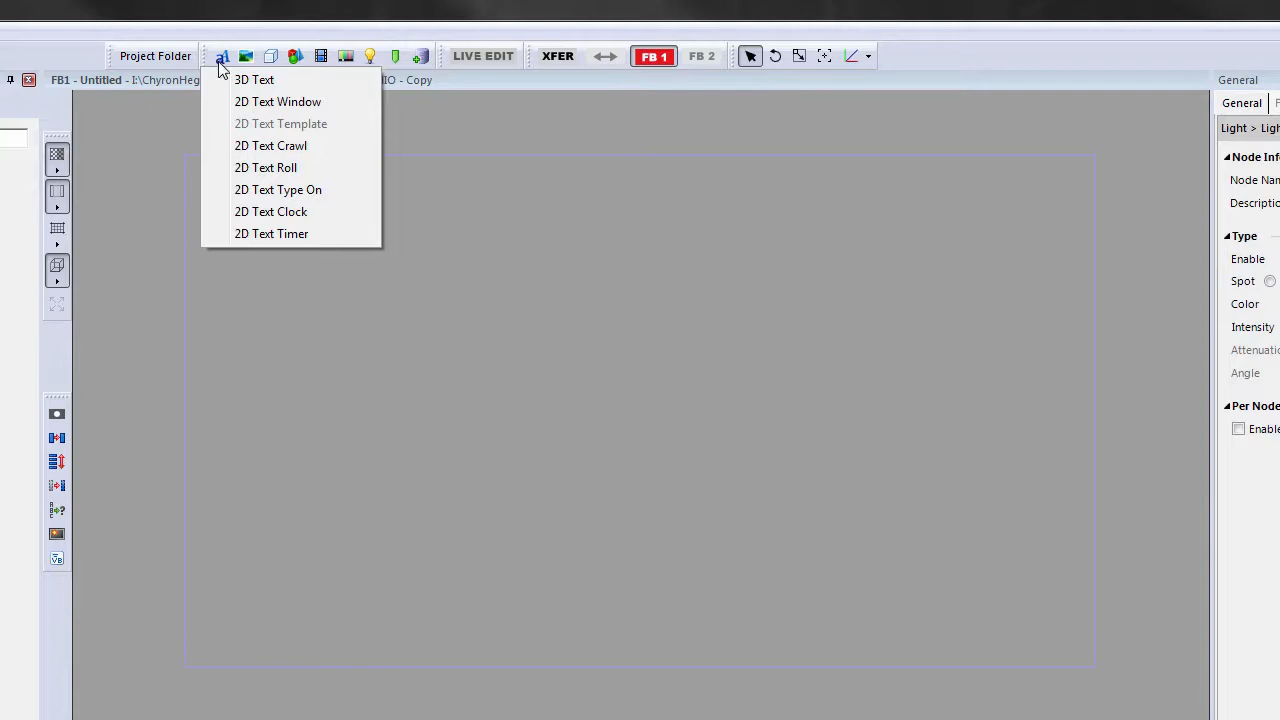 Project Folder
LIVE EDIT
XFER
FB 1
FB 2
FB1 - Untitled - I:\ChyronHeg
IO - Copy
3D Text
2D Text Window
2D Text Template
2D Text Crawl
2D Text Roll
2D Text Type On
2D Text Clock
2D Text Timer
General
General
Light > Ligh
Node Info
Node Nam
Descriptio
Type
Enable
Spot
Color
Intensity
Attenuatio
Angle
Per Node
Enable